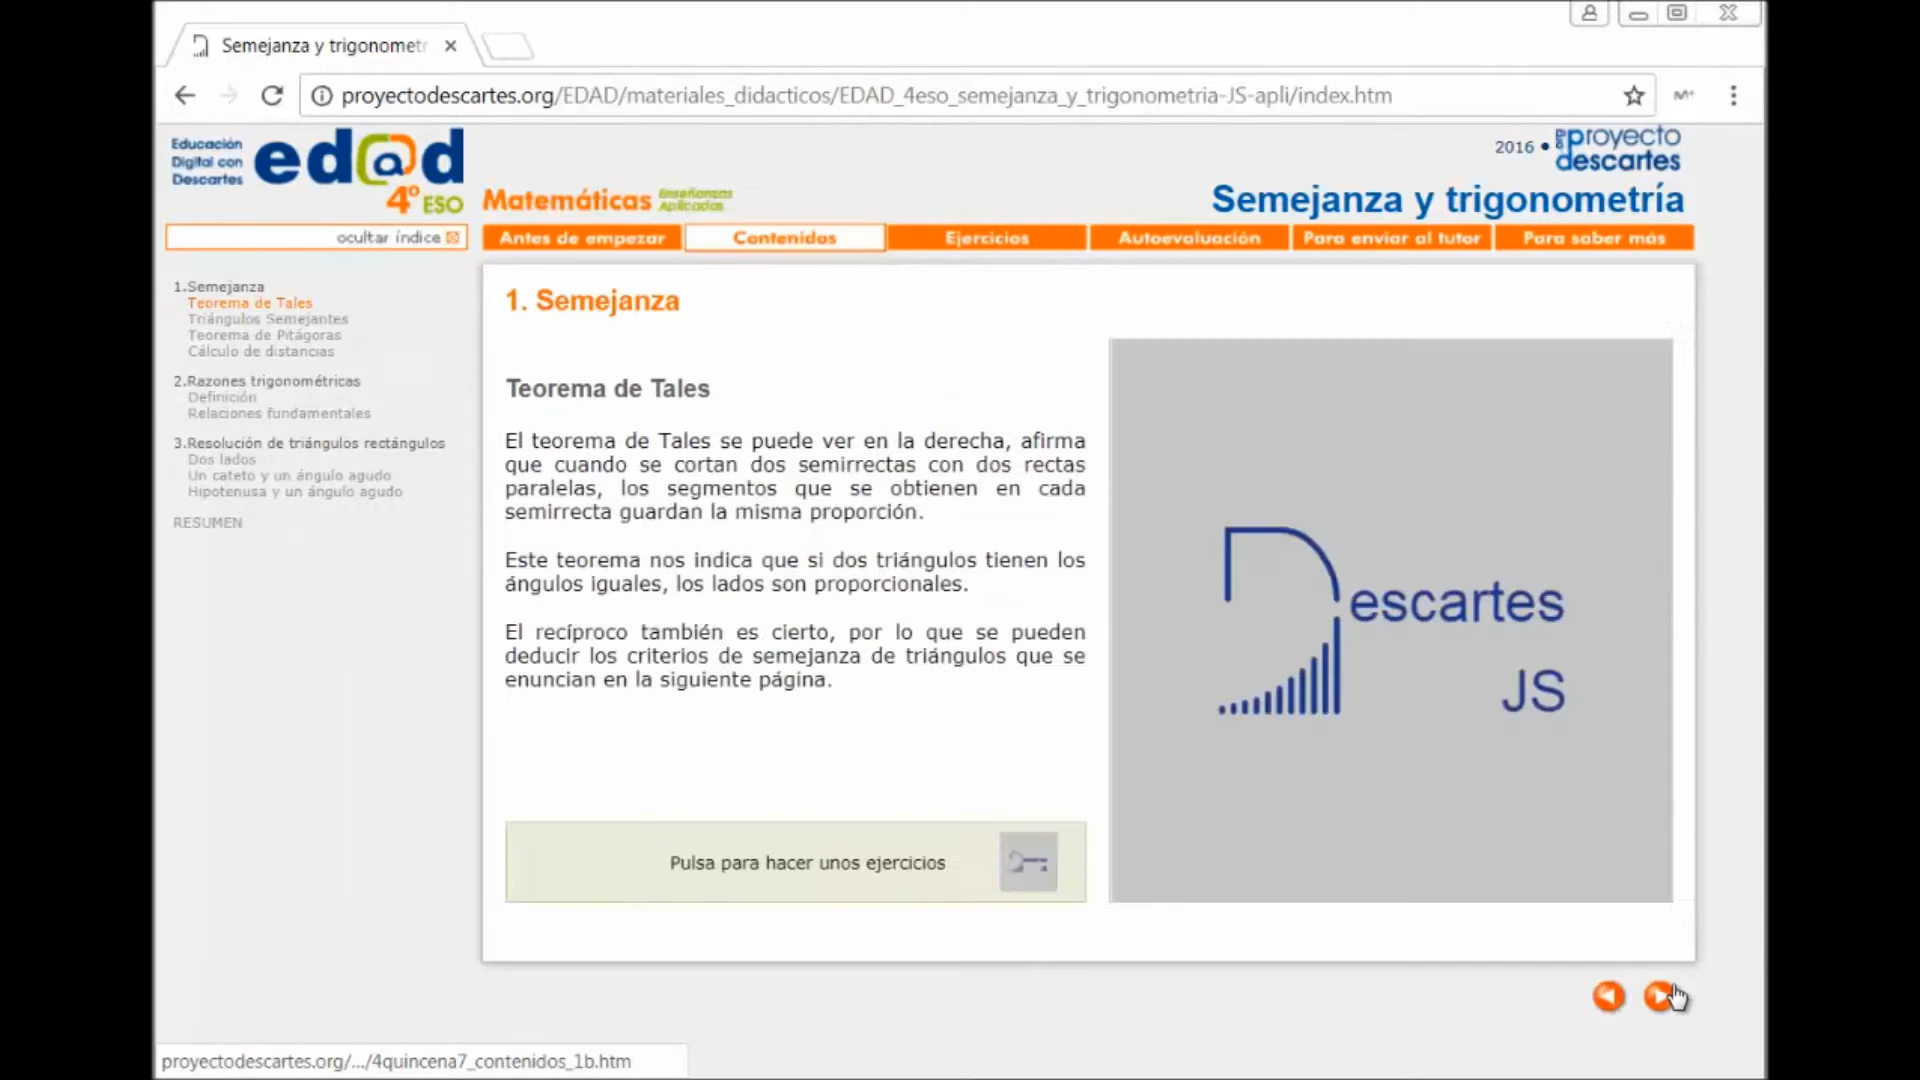 Semejanza y trigonometr
proyectodescartes.org/EDAD/materiales_didacticos/EDAD_4eso_semejanza_y_trigonometria-JS-apli/index.htm
Educación
Digital con
Descartes
ed@d
4º ESO
Matemáticas
Enseñanzas
Aplicadas
2016 • proyecto
descartes
Semejanza y trigonometría
ocultar índice
Antes de empezar
Contenidos
Ejercicios
Autoevaluación
Para enviar al tutor
Para saber más
1.Semejanza
Teorema de Tales
Triángulos Semejantes
Teorema de Pitágoras
Cálculo de distancias
2.Razones trigonométricas
Definición
Relaciones fundamentales
3.Resolución de triángulos rectángulos
Dos lados
Un cateto y un ángulo agudo
Hipotenusa y un ángulo agudo
RESUMEN
1. Semejanza
Teorema de Tales
El teorema de Tales se puede ver en la derecha, afirma
que cuando se cortan dos semirrectas con dos rectas
paralelas, los segmentos que se obtienen en cada
semirrecta guardan la misma proporción.
Este teorema nos indica que si dos triángulos tienen los
ángulos iguales, los lados son proporcionales.
El recíproco también es cierto, por lo que se pueden
deducir los criterios de semejanza de triángulos que se
enuncian en la siguiente página.
Pulsa para hacer unos ejercicios
Descartes
JS
proyectodescartes.org/.../4quincena7_contenidos_1b.htm